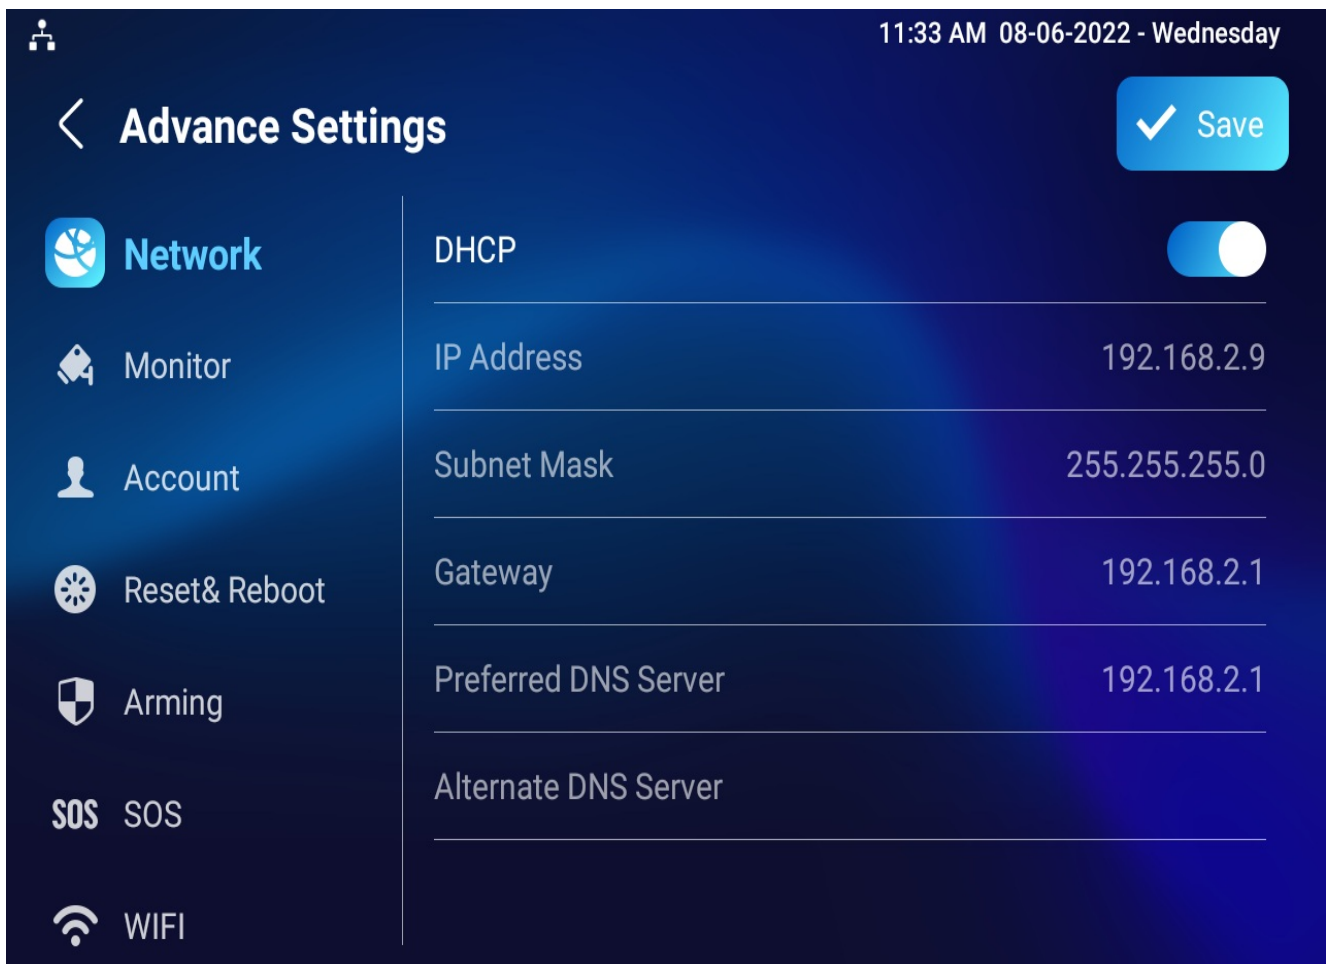 11:33 AM 08-06-2022 - Wednesday
Advance Settings
Save
Network
DHCP
Monitor
IP Address 192.168.2.9
Account
Subnet Mask 255.255.255.0
Reset& Reboot
Gateway 192.168.2.1
Arming
Preferred DNS Server 192.168.2.1
SOS SOS
Alternate DNS Server
WIFI